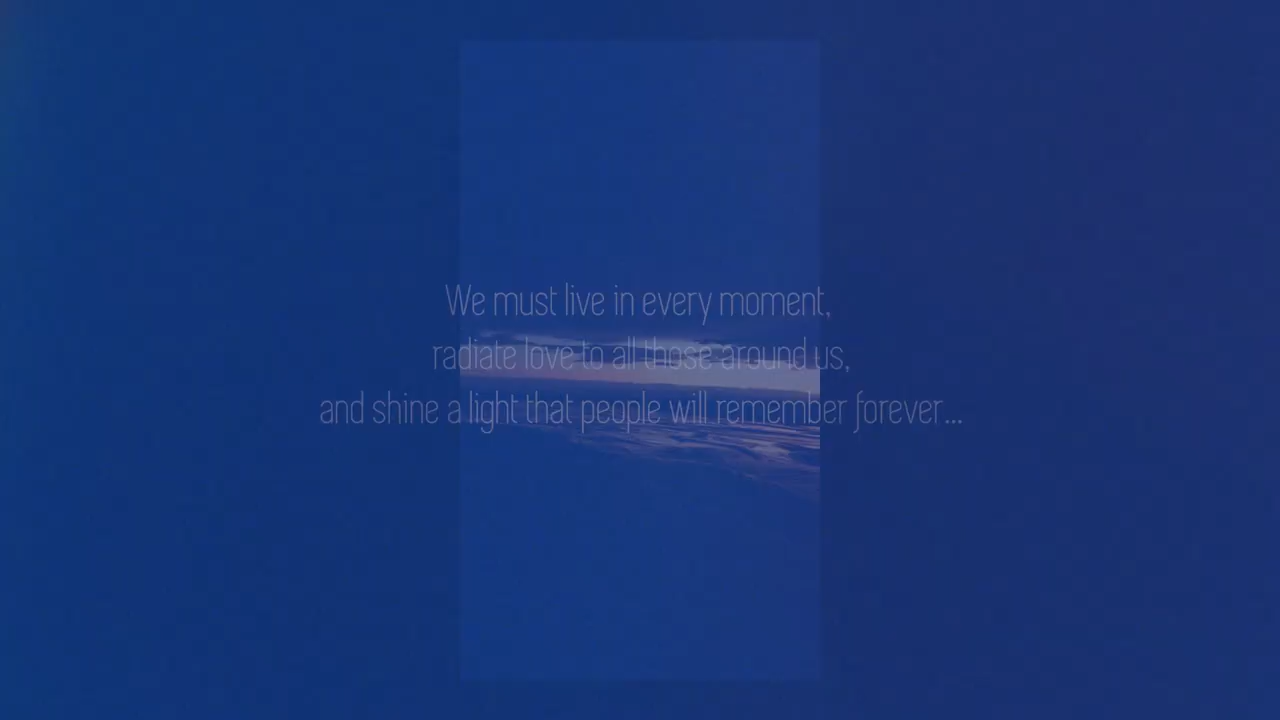 We must live in every moment,
radiate love to all those around us,
and shine a light that people will remember forever...